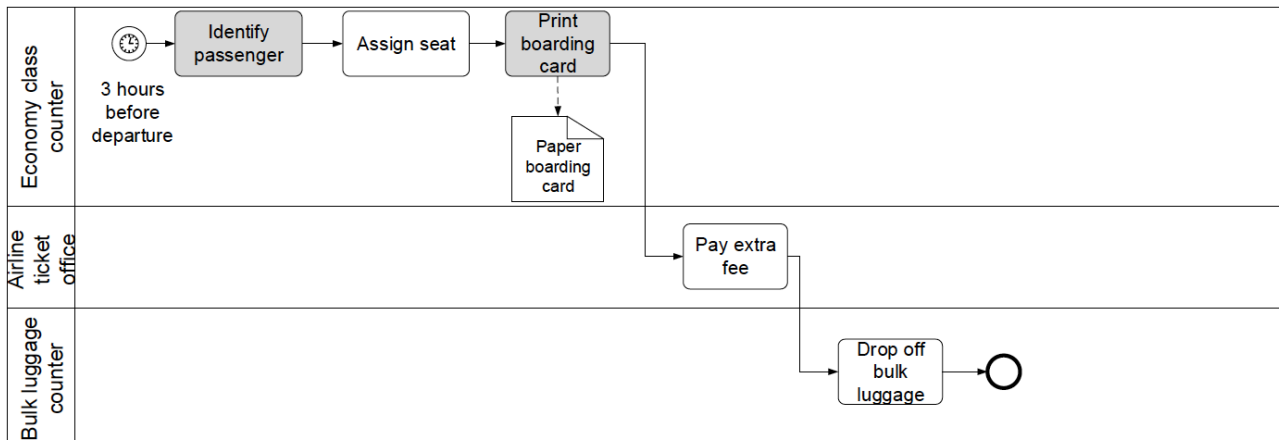 Economy class
counter
3 hours
before
departure
Identify
passenger
Assign seat
Print
boarding
card
Paper
boarding
card
Airline
ticket
office
Pay extra
fee
Bulk luggage
counter
Drop off
bulk
luggage